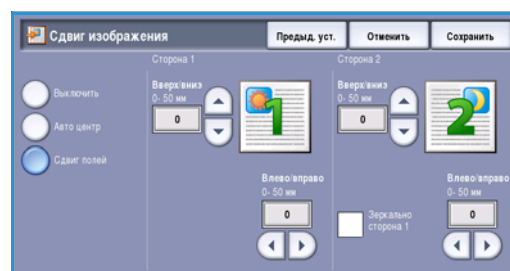 Сдвиг изображения
Предыд. уст.
Отменить
Сохранить
Сторона 1
Сторона 2
Выключить
Авто центр
Сдвиг полей
Вверх/вниз
0- 50 мм
0
1
Влево/вправо
0- 50 мм
0
Вверх/вниз
0- 50 мм
0
2
Зеркально
сторона 1
Влево/вправо
0- 50 мм
0